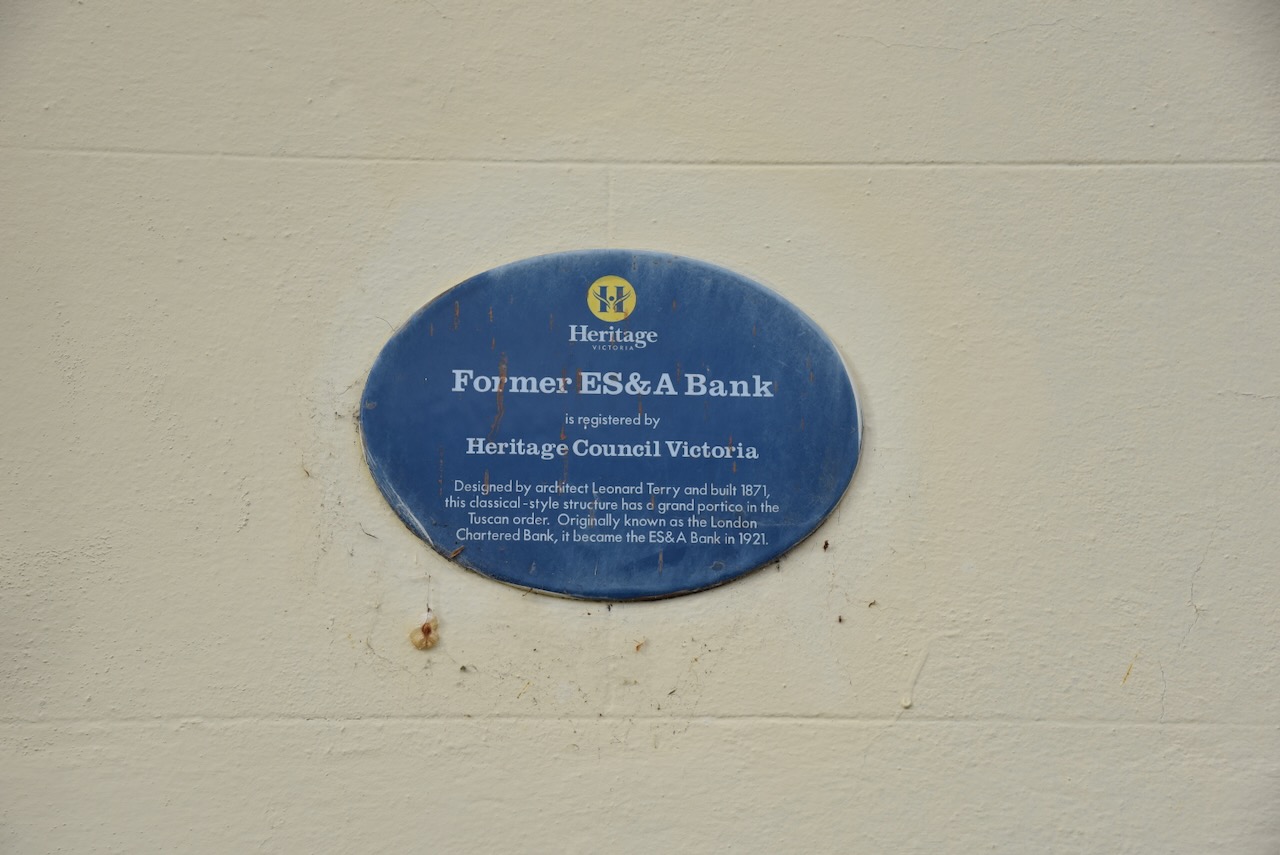 H
Heritage
VICTORIA
Former ES&A Bank
is registered by
Heritage Council Victoria
Designed by architect Leonard Terry and built 1871,
this classical-style structure has a grand portico in the
Tuscan order. Originally known as the London
Chartered Bank, it became the ES&A Bank in 1921.